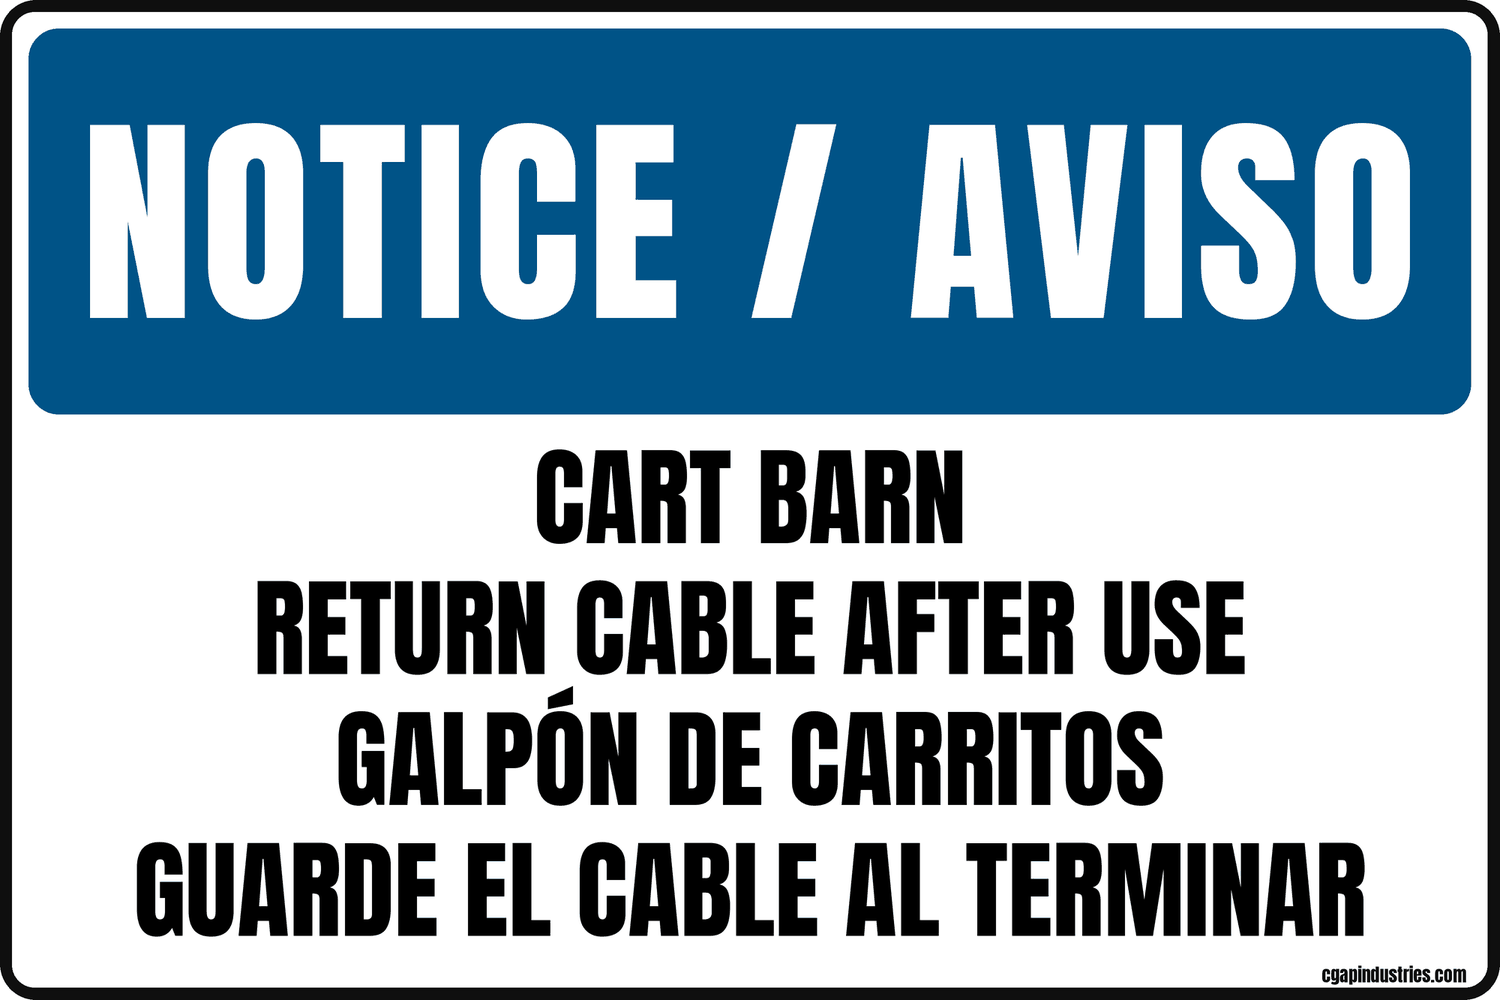 NOTICE / AVISO
CART BARN
RETURN CABLE AFTER USE
GALPÓN DE CARRITOS
GUARDE EL CABLE AL TERMINAR
cgapindustries.com